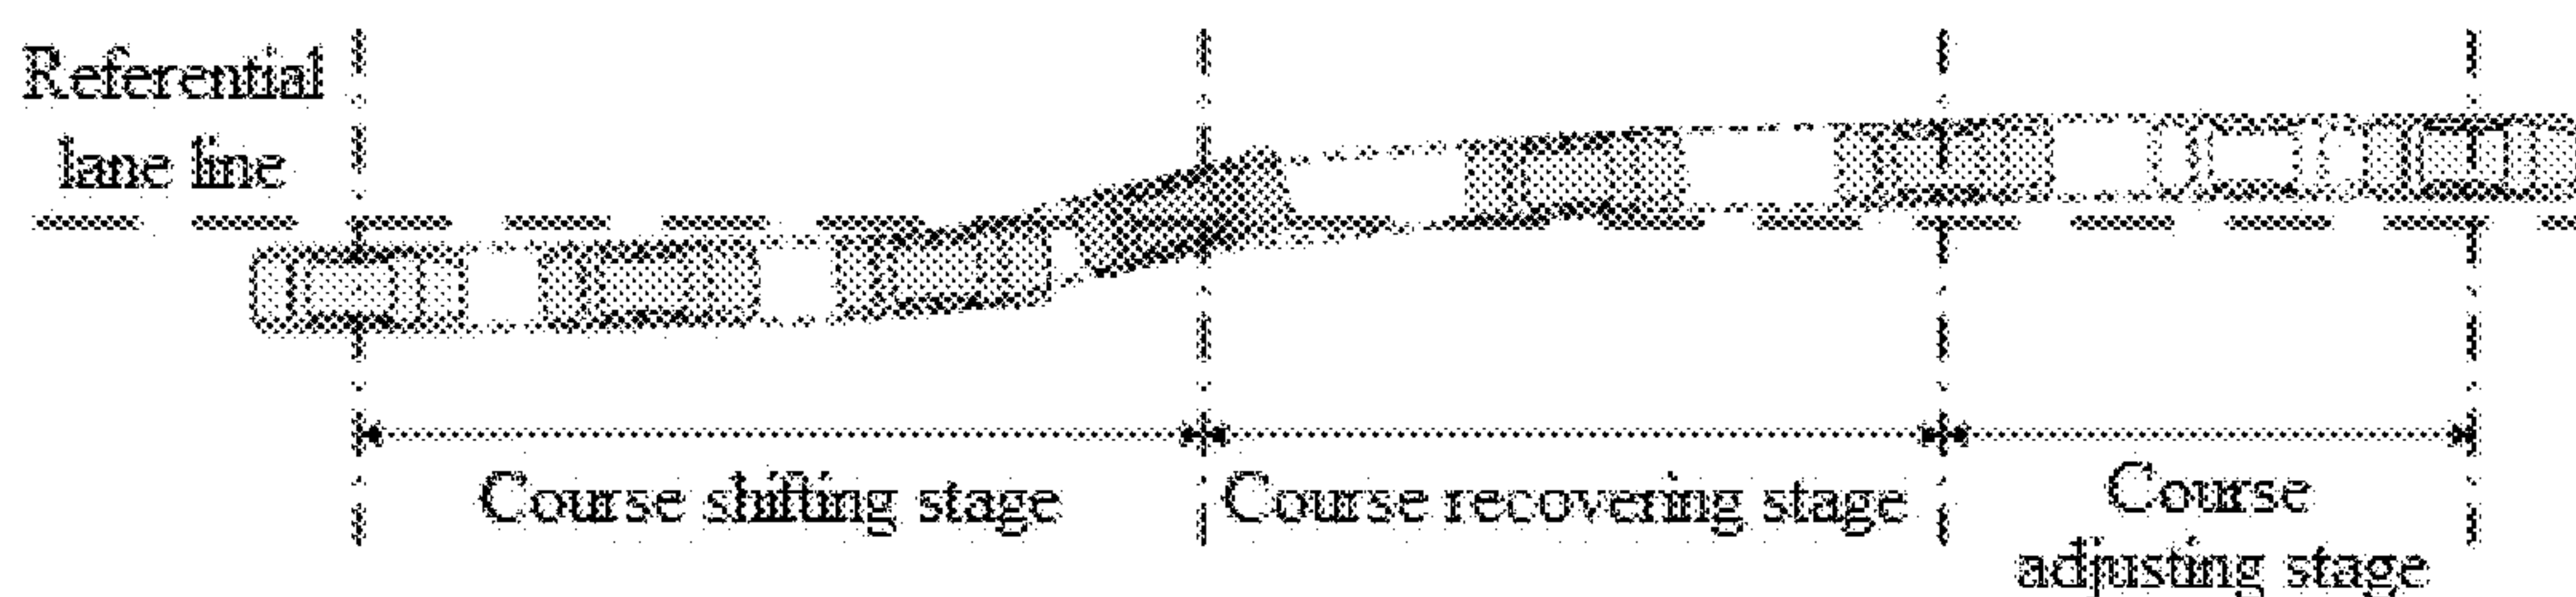 Referential
lane line
Course shifting stage
Course recovering stage
Course
adjusting stage